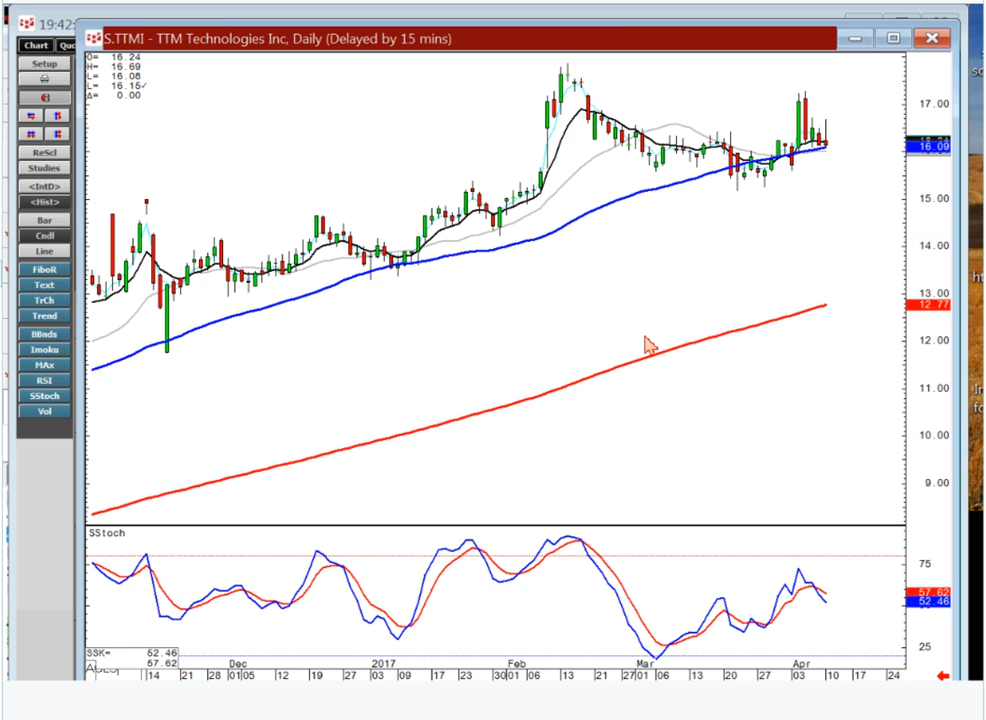 19:42:
S.TTMI - TTM Technologies Inc, Daily (Delayed by 15 mins)
Chart Quo
Setup
ReScl
Studies
<IntD>
<Hist>
Bar
Cndl
Line
FiboR
Text
TrCh
Trend
BBnds
Imoku
MAx
RSI
SStoch
Vol
O= 16.24
H= 16.69
L= 16.08
L= 16.15✓
Δ= 0.00
17.00
16.09
15.00
14.00
13.00
12.77
12.00
11.00
10.00
9.00
SStoch
75
57.62
52.46
25
SSK= 52.46
57.62
Dec 2017 Feb Mar Apr
14 21 28 01 05 12 19 27 03 09 17 23 30 01 06 13 21 27 01 06 13 20 27 03 10 17 24